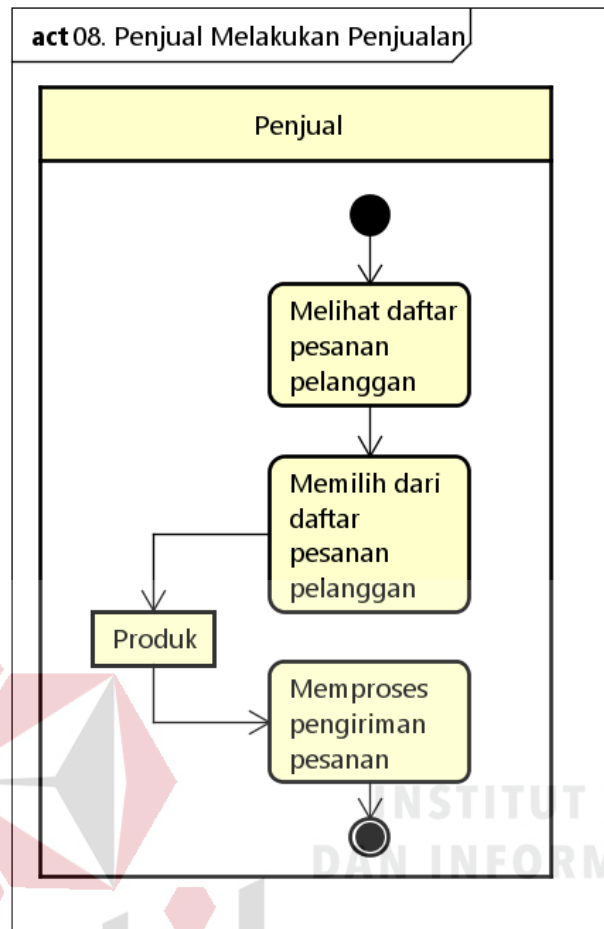 act 08. Penjual Melakukan Penjualan
Penjual
Melihat daftar
pesanan
pelanggan
Memilih dari
daftar
pesanan
pelanggan
Produk
Memproses
pengiriman
pesanan
INSTITUT
DAN INFORM